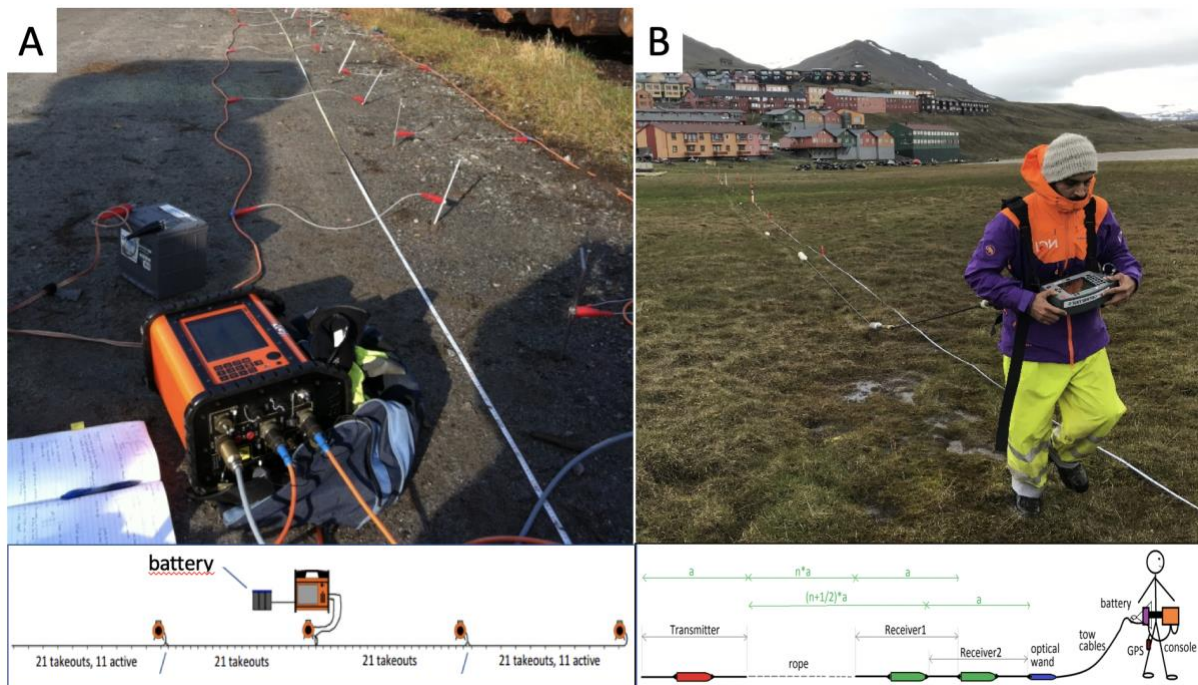 A
B
battery
21 takeouts, 11 active
21 takeouts
21 takeouts
21 takeouts, 11 active
a
n*a
a
(n+1/2)*a
a
Transmitter
rope
Receiver1
Receiver2
optical
wand
tow
cables
battery
GPS
console